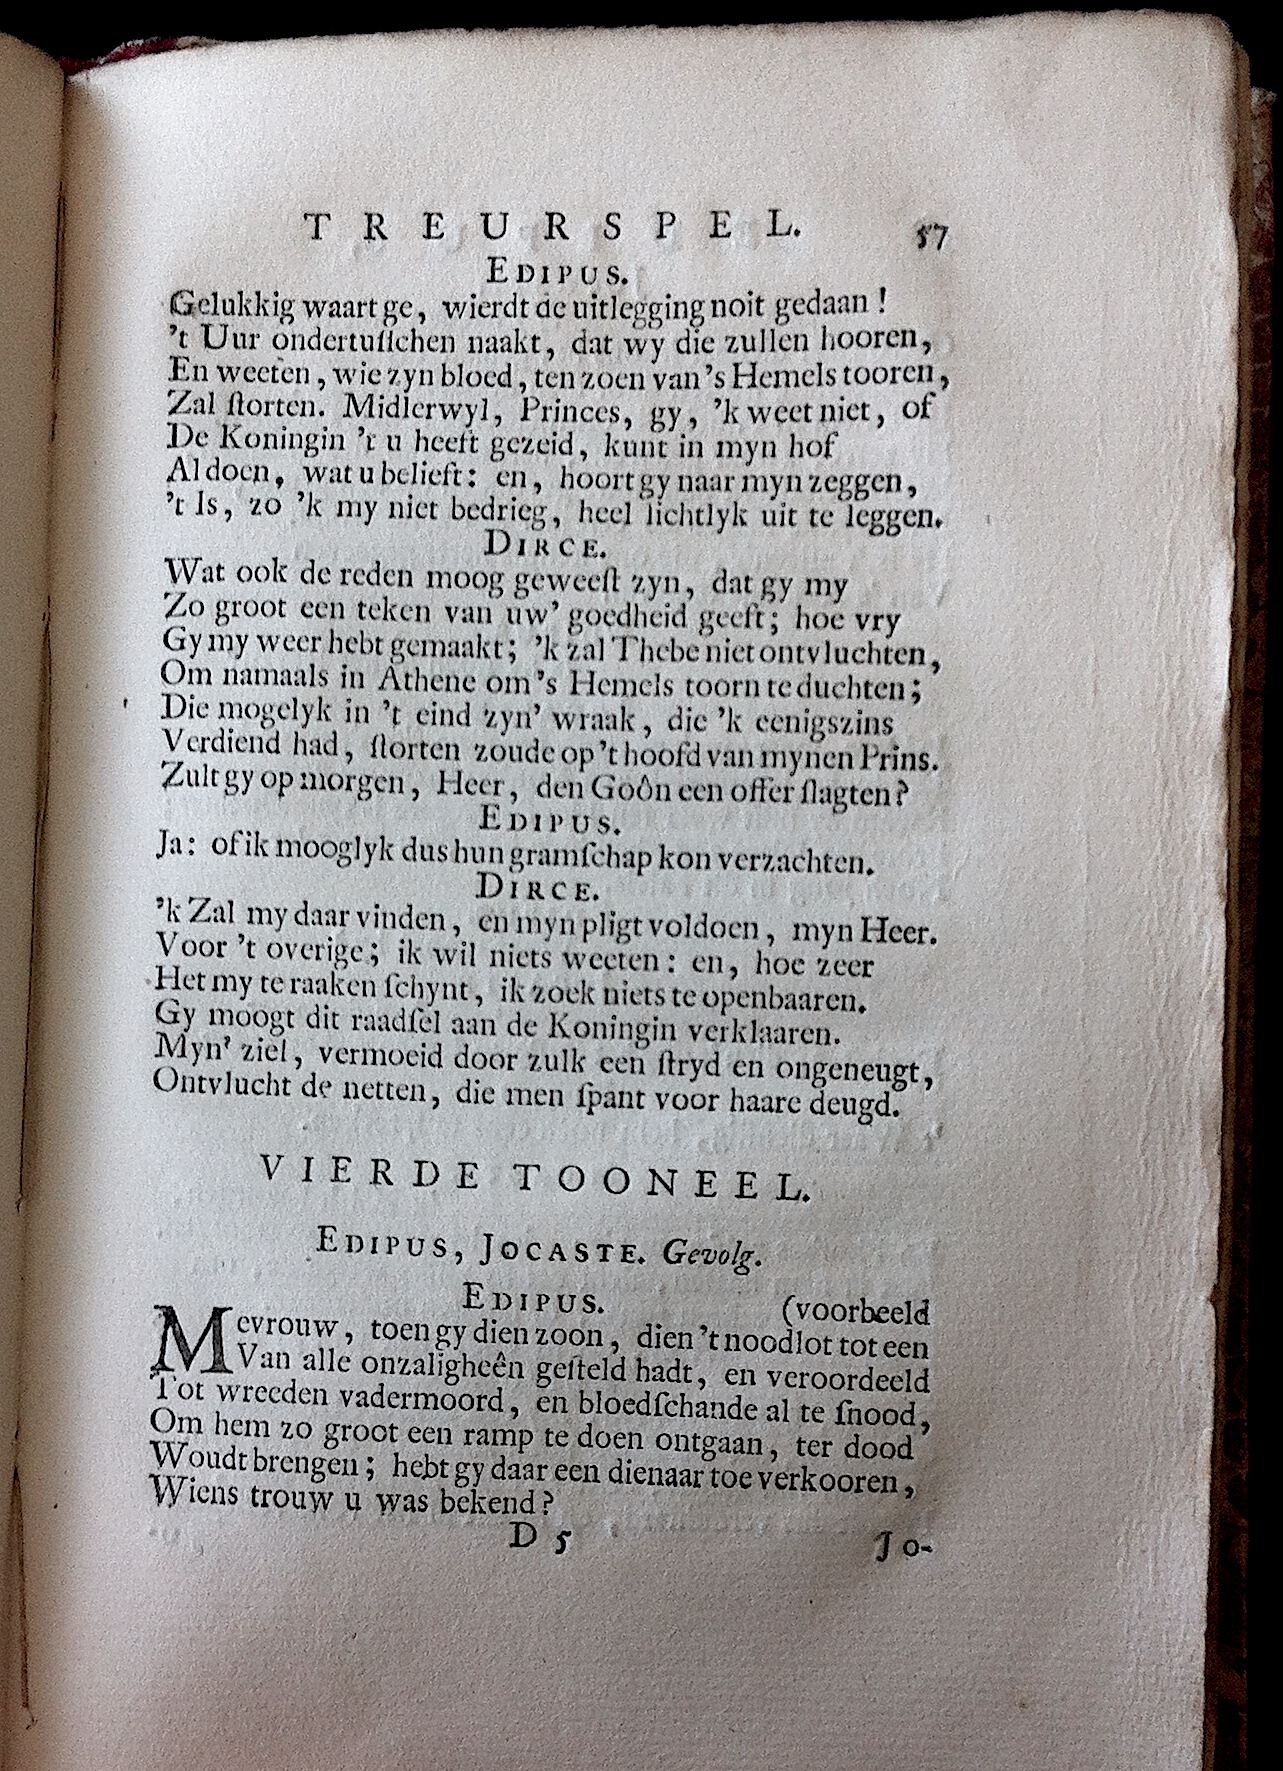 TREURSPEL. 57
EDIPUS.
Gelukkig waart ge, wierdt de uitlegging noit gedaan!
't Uur ondertuſſchen naakt, dat wy die zullen hooren,
En weeten, wie zyn bloed, ten zoen van 's Hemels tooren,
Zal ſtorten. Midlerwyl, Princes, gy, 'k weet niet, of
De Koningin 't u heeft gezeid, kunt in myn hof
Al doen, wat u belieft: en, hoort gy naar myn zeggen,
't Is, zo 'k my niet bedrieg, heel lichtlyk uit te leggen.
DIRCE.
Wat ook de reden moog geweeſt zyn, dat gy my
Zo groot een teken van uw' goedheid geeft; hoe vry
Gy my weer hebt gemaakt; 'k zal Thebe niet ontvluchten,
Om namaals in Athene om 's Hemels toorn te duchten;
Die mogelyk in 't eind zyn' wraak, die 'k eenigszins
Verdiend had, ſtorten zoude op 't hoofd van mynen Prins.
Zult gy op morgen, Heer, den Goôn een offer ſlagten?
EDIPUS.
Ja: of ik mooglyk dus hun gramſchap kon verzachten.
DIRCE.
'k Zal my daar vinden, en myn pligt voldoen, myn Heer.
Voor 't overige; ik wil niets weeten: en, hoe zeer
Het my te raaken ſchynt, ik zoek niets te openbaaren.
Gy moogt dit raadſel aan de Koningin verklaaren.
Myn' ziel, vermoeid door zulk een ſtryd en ongeneugt,
Ontvlucht de netten, die men ſpant voor haare deugd.
VIERDE TOONEEL.
EDIPUS, JOCASTE. Gevolg.
EDIPUS. (voorbeeld
Mevrouw, toen gy dien zoon, dien 't noodlot tot een
Van alle onzaligheên geſteld hadt, en veroordeeld
Tot wreeden vadermoord, en bloedſchande al te ſnood,
Om hem zo groot een ramp te doen ontgaan, ter dood
Woudt brengen; hebt gy daar een dienaar toe verkooren,
Wiens trouw u was bekend?
D 5 Jo-